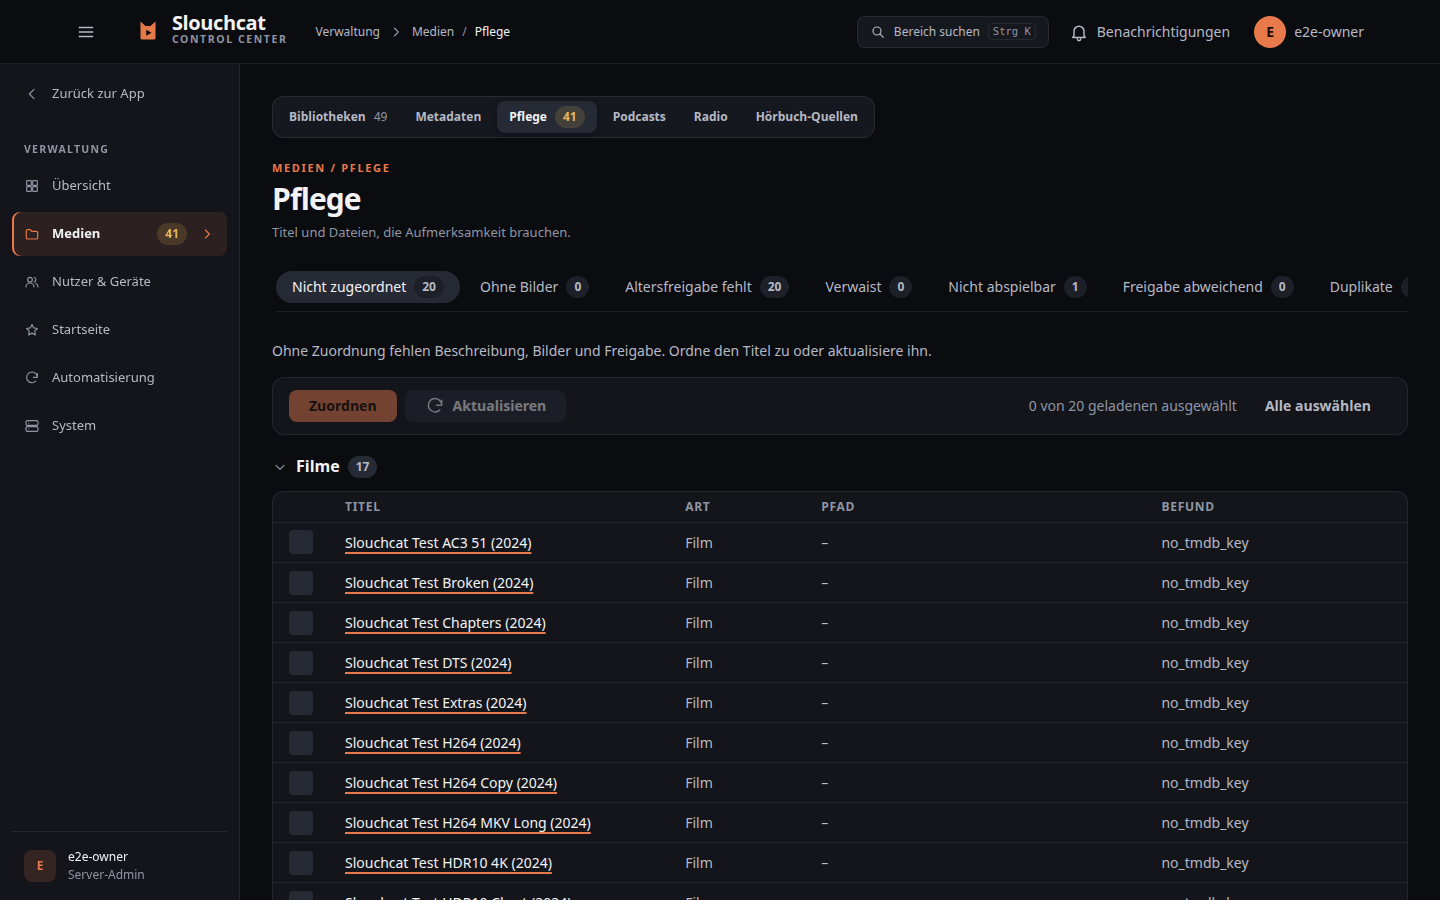 Slouchcat
CONTROL CENTER
Verwaltung > Medien / Pflege
Bereich suchen Strg K
Benachrichtigungen
E e2e-owner
Zurück zur App
VERWALTUNG
Übersicht
Medien 41
Nutzer & Geräte
Startseite
Automatisierung
System
E e2e-owner
Server-Admin
Bibliotheken 49 Metadaten Pflege 41 Podcasts Radio Hörbuch-Quellen
MEDIEN / PFLEGE
Pflege
Titel und Dateien, die Aufmerksamkeit brauchen.
Nicht zugeordnet 20 Ohne Bilder 0 Altersfreigabe fehlt 20 Verwaist 0 Nicht abspielbar 1 Freigabe abweichend 0 Duplikate
Ohne Zuordnung fehlen Beschreibung, Bilder und Freigabe. Ordne den Titel zu oder aktualisiere ihn.
Zuordnen Aktualisieren 0 von 20 geladenen ausgewählt Alle auswählen
Filme 17
TITEL ART PFAD BEFUND
Slouchcat Test AC3 51 (2024) Film – no_tmdb_key
Slouchcat Test Broken (2024) Film – no_tmdb_key
Slouchcat Test Chapters (2024) Film – no_tmdb_key
Slouchcat Test DTS (2024) Film – no_tmdb_key
Slouchcat Test Extras (2024) Film – no_tmdb_key
Slouchcat Test H264 (2024) Film – no_tmdb_key
Slouchcat Test H264 Copy (2024) Film – no_tmdb_key
Slouchcat Test H264 MKV Long (2024) Film – no_tmdb_key
Slouchcat Test HDR10 4K (2024) Film – no_tmdb_key